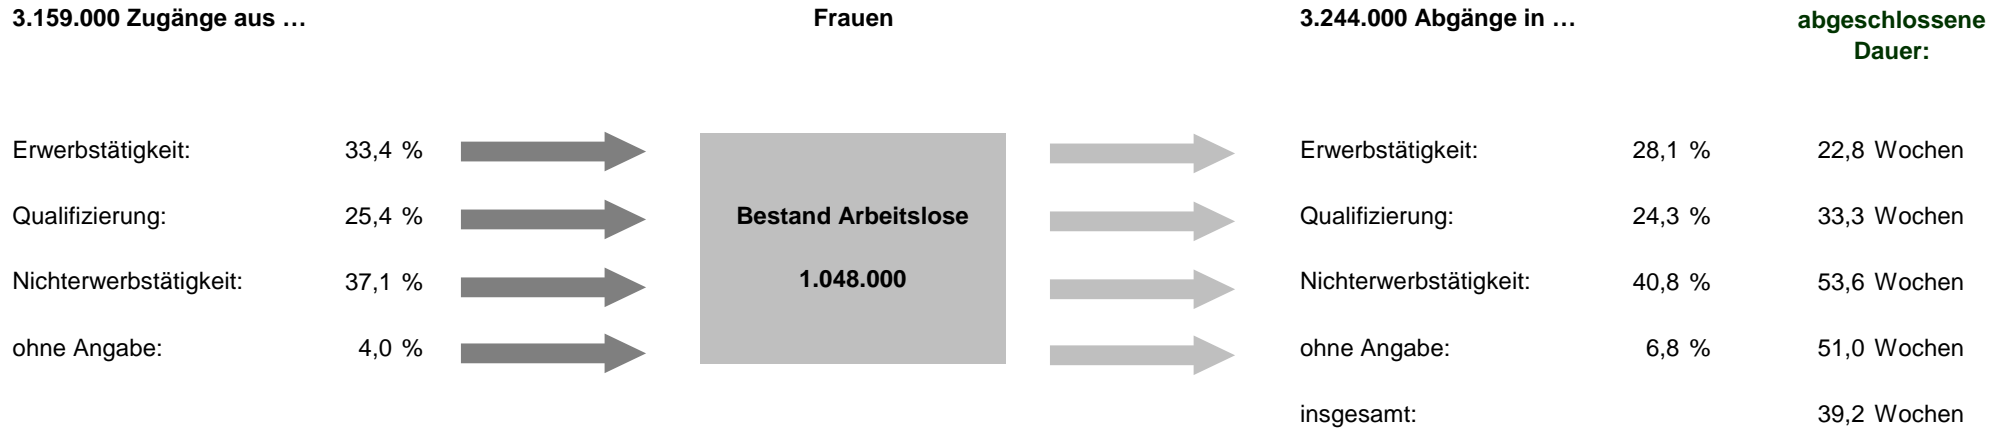 3.159.000 Zugänge aus … Frauen 3.244.000 Abgänge in … abgeschlossene
Dauer:
Erwerbstätigkeit: 33,4 % Erwerbstätigkeit: 28,1 % 22,8 Wochen
Qualifizierung: 25,4 % Bestand Arbeitslose Qualifizierung: 24,3 % 33,3 Wochen
Nichterwerbstätigkeit: 37,1 % 1.048.000 Nichterwerbstätigkeit: 40,8 % 53,6 Wochen
ohne Angabe: 4,0 % ohne Angabe: 6,8 % 51,0 Wochen
insgesamt: 39,2 Wochen